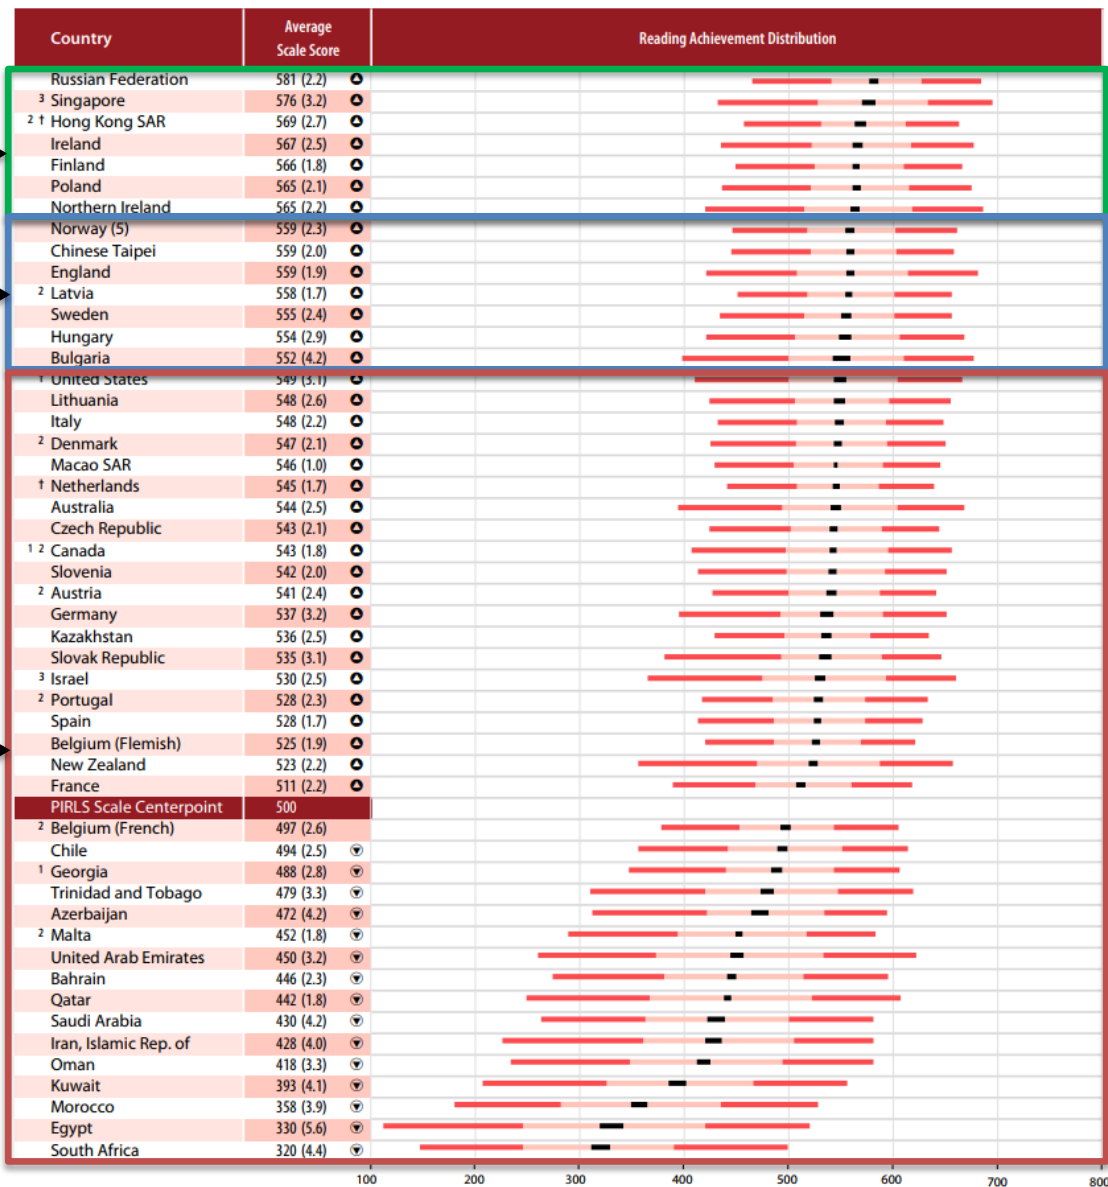 Country Average Scale Score Reading Achievement Distribution
Russian Federation 581 (2.2)
³ Singapore 576 (3.2)
² † Hong Kong SAR 569 (2.7)
Ireland 567 (2.5)
Finland 566 (1.8)
Poland 565 (2.1)
Northern Ireland 565 (2.2)
Norway (5) 559 (2.3)
Chinese Taipei 559 (2.0)
England 559 (1.9)
² Latvia 558 (1.7)
Sweden 555 (2.4)
Hungary 554 (2.9)
Bulgaria 552 (4.2)
† United States 549 (3.1)
Lithuania 548 (2.6)
Italy 548 (2.2)
² Denmark 547 (2.1)
Macao SAR 546 (1.0)
† Netherlands 545 (1.7)
Australia 544 (2.5)
Czech Republic 543 (2.1)
¹ ² Canada 543 (1.8)
Slovenia 542 (2.0)
² Austria 541 (2.4)
Germany 537 (3.2)
Kazakhstan 536 (2.5)
Slovak Republic 535 (3.1)
³ Israel 530 (2.5)
² Portugal 528 (2.3)
Spain 528 (1.7)
Belgium (Flemish) 525 (1.9)
New Zealand 523 (2.2)
France 511 (2.2)
PIRLS Scale Centerpoint 500
² Belgium (French) 497 (2.6)
Chile 494 (2.5)
¹ Georgia 488 (2.8)
Trinidad and Tobago 479 (3.3)
Azerbaijan 472 (4.2)
² Malta 452 (1.8)
United Arab Emirates 450 (3.2)
Bahrain 446 (2.3)
Qatar 442 (1.8)
Saudi Arabia 430 (4.2)
Iran, Islamic Rep. of 428 (4.0)
Oman 418 (3.3)
Kuwait 393 (4.1)
Morocco 358 (3.9)
Egypt 330 (5.6)
South Africa 320 (4.4)
100 200 300 400 500 600 700 800